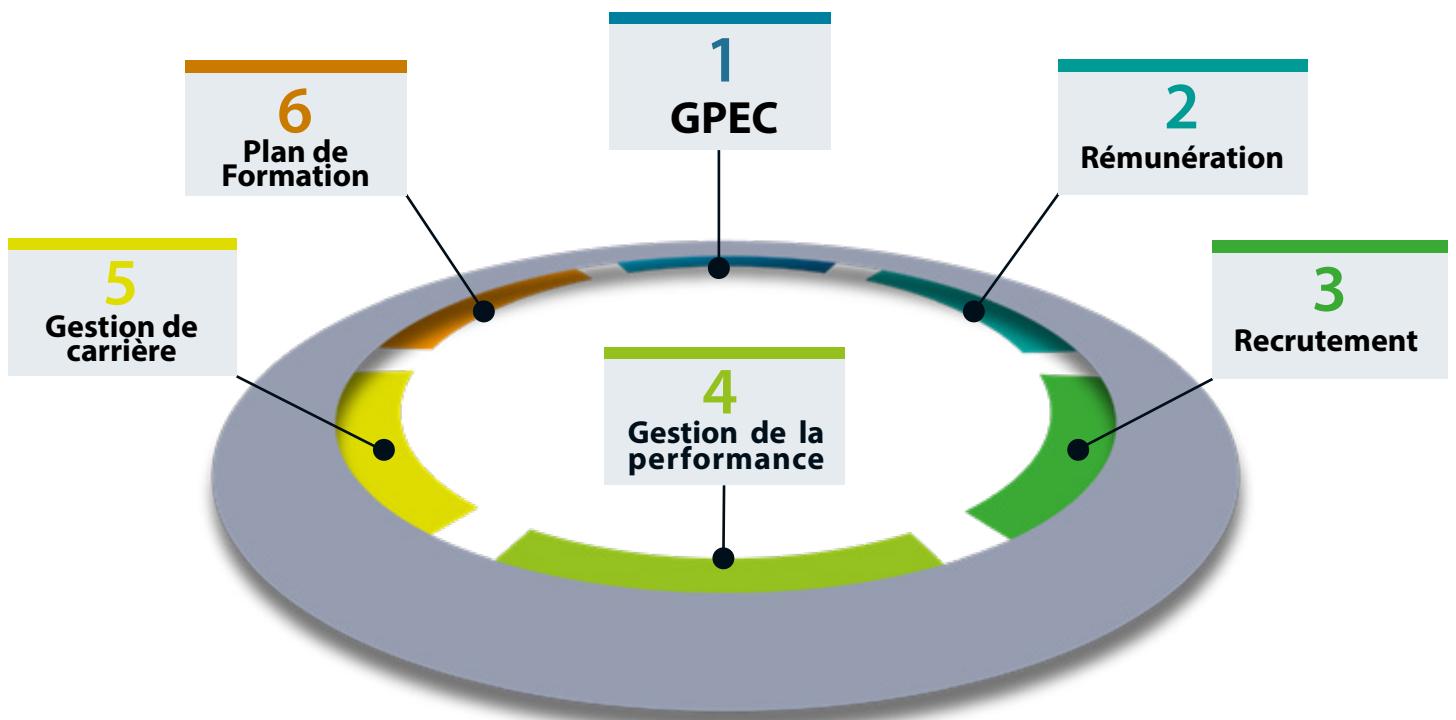 1
GPEC
2
Rémunération
3
Recrutement
4
Gestion de la
performance
5
Gestion de
carrière
6
Plan de
Formation